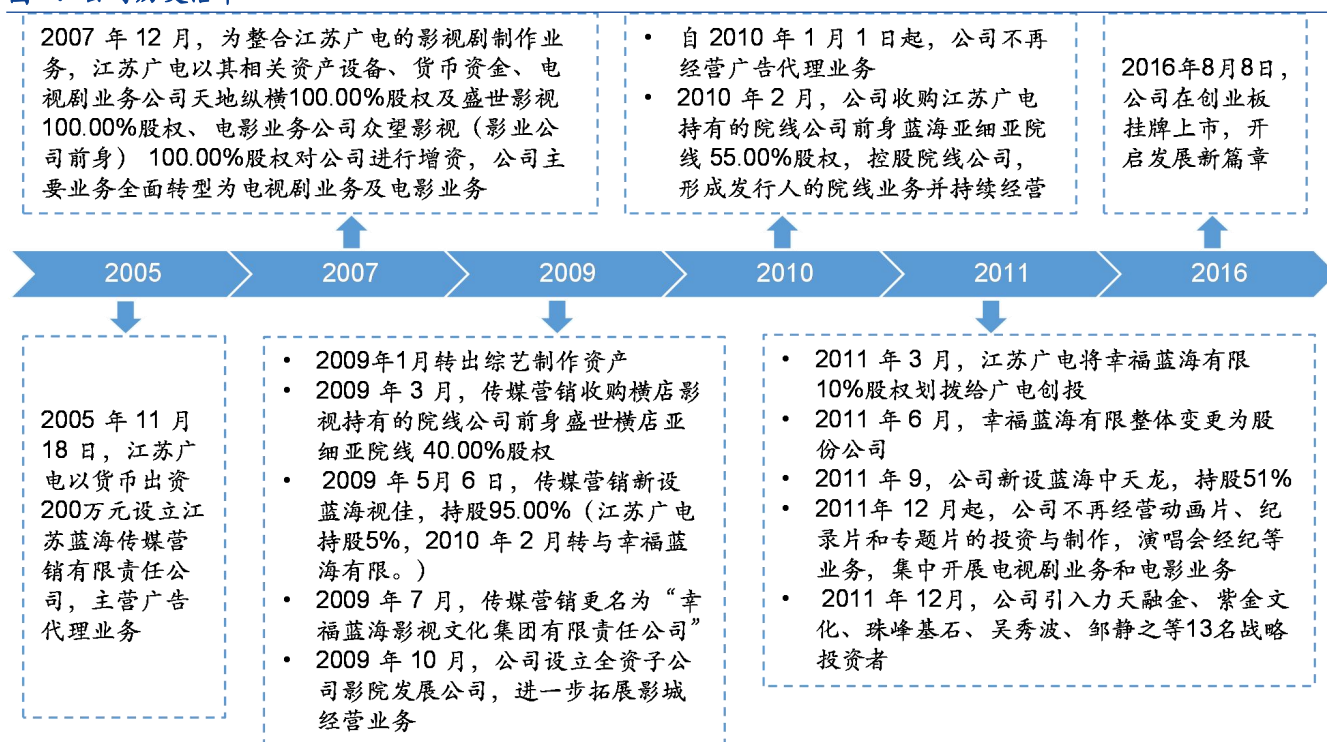 2007 年 12 月，为整合江苏广电的影视剧制作业
务，江苏广电以其相关资产设备、货币资金、电
视剧业务公司天地纵横100.00%股权及盛世影视
100.00%股权、电影业务公司众望影视（影业公
司前身） 100.00%股权对公司进行增资，公司主
要业务全面转型为电视剧业务及电影业务
• 自 2010 年 1 月 1 日起，公司不再
经营广告代理业务
• 2010 年 2 月，公司收购江苏广电
持有的院线公司前身蓝海亚细亚院
线 55.00%股权，控股院线公司，
形成发行人的院线业务并持续经营
2016年8月8日，
公司在创业板
挂牌上市，开
启发展新篇章
2005
2007
2009
2010
2011
2016
2005 年 11 月
18 日，江苏广
电以货币出资
200万元设立江
苏蓝海传媒营
销有限责任公
司，主营广告
代理业务
• 2009年1月转出综艺制作资产
• 2009 年 3 月，传媒营销收购横店影
视持有的院线公司前身盛世横店亚
细亚院线 40.00%股权
• 2009 年 5月 6 日，传媒营销新设
蓝海视佳，持股95.00%（江苏广电
持股5%，2010 年 2 月转与幸福蓝
海有限。）
• 2009 年 7 月，传媒营销更名为“幸
福蓝海影视文化集团有限责任公司”
• 2009 年 10 月，公司设立全资子公
司影院发展公司，进一步拓展影城
经营业务
• 2011 年 3 月，江苏广电将幸福蓝海有限
10%股权划拨给广电创投
• 2011 年 6 月，幸福蓝海有限整体变更为股
份公司
• 2011 年 9，公司新设蓝海中天龙，持股51%
• 2011年 12 月起，公司不再经营动画片、纪
录片和专题片的投资与制作，演唱会经纪等
业务，集中开展电视剧业务和电影业务
• 2011 年 12月，公司引入力天融金、紫金文
化、珠峰基石、吴秀波、邹静之等13名战略
投资者